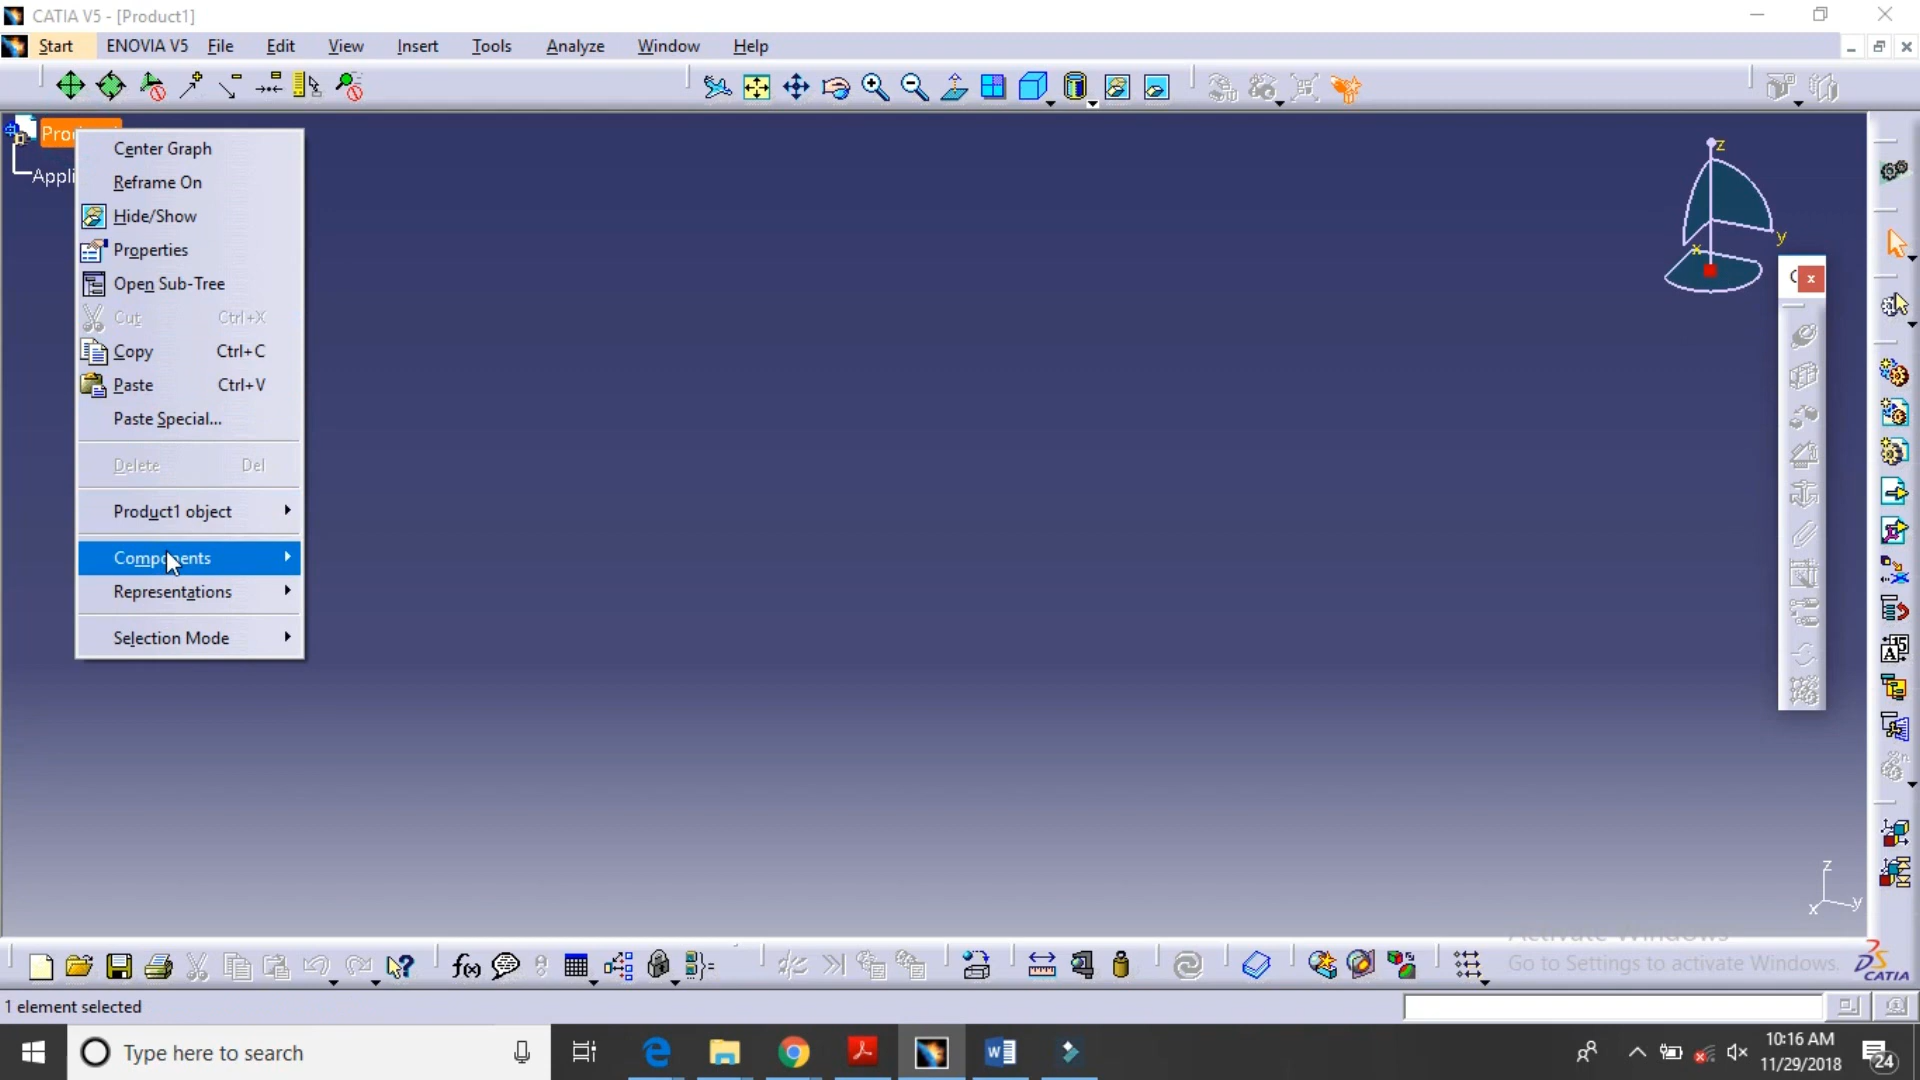 CATIA V5 - [Product1]
Start ENOVIA V5 File Edit View Insert Tools Analyze Window Help
Center Graph
Reframe On
Hide/Show
Properties
Open Sub-Tree
Cut Ctrl+X
Copy Ctrl+C
Paste Ctrl+V
Paste Special...
Delete Del
Product1 object
Components
Representations
Selection Mode
z
y
x
z
y
x
Activate Windows
Go to Settings to activate Windows.
CATIA
1 element selected
Type here to search
10:16 AM
11/29/2018
24